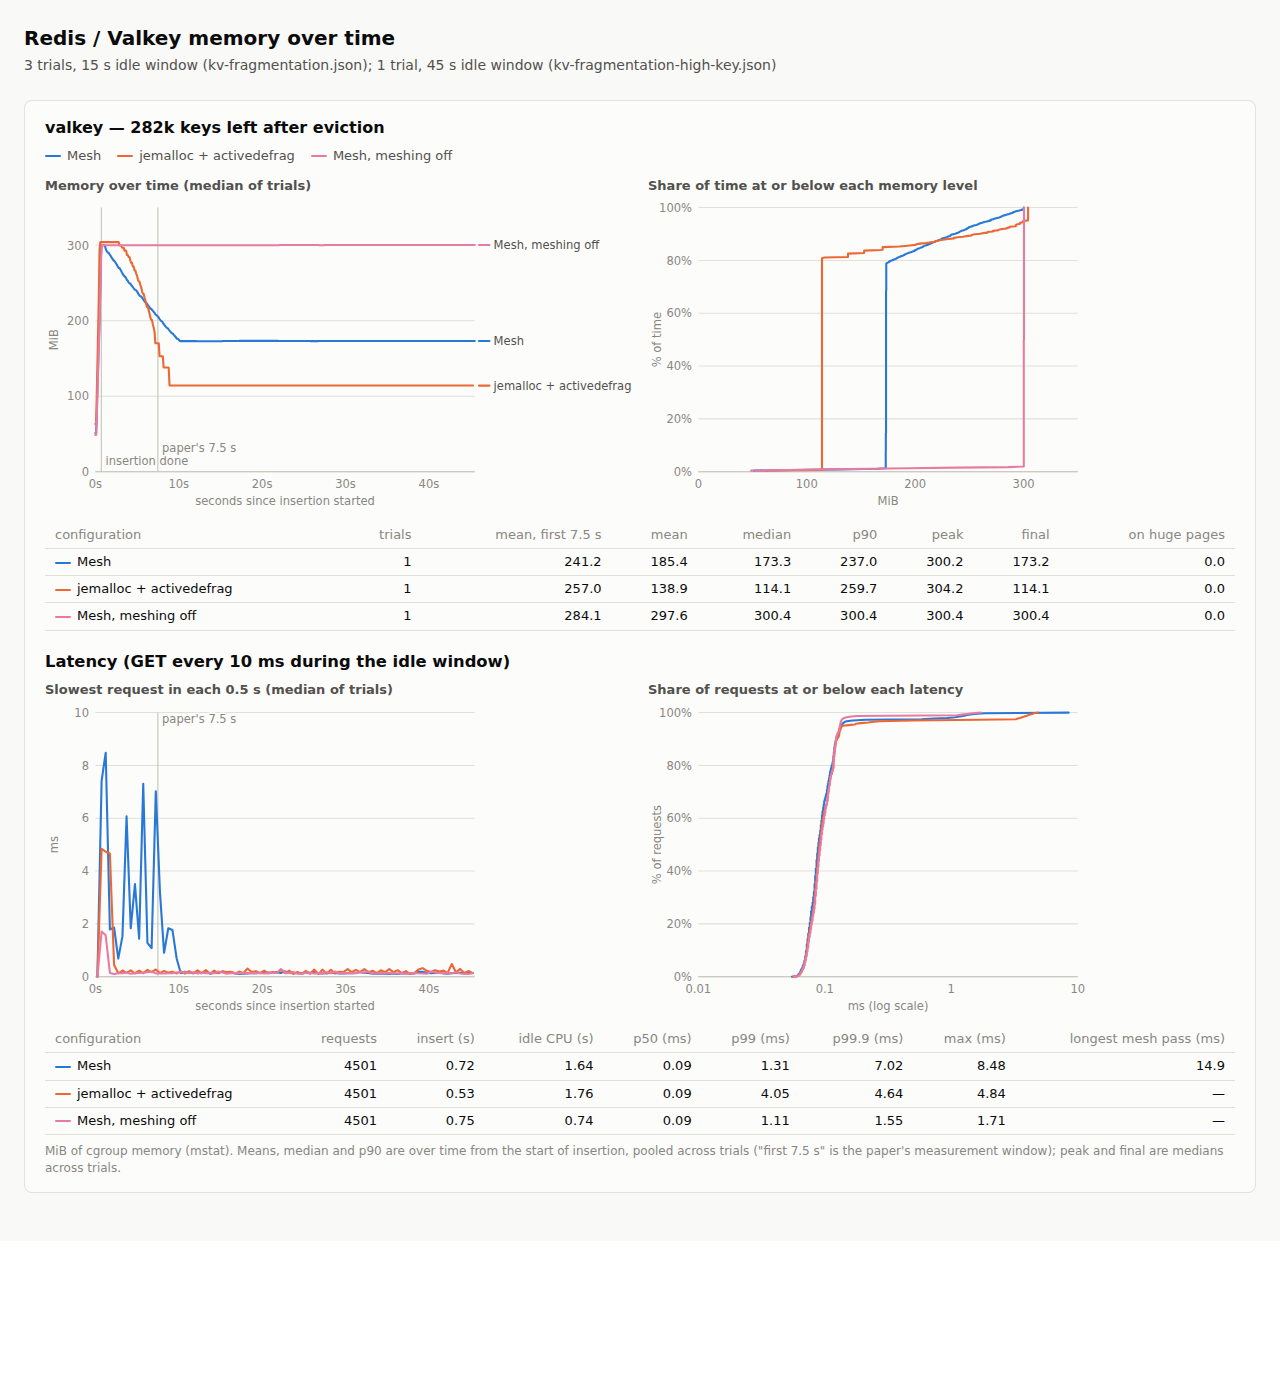 Redis / Valkey memory over time
3 trials, 15 s idle window (kv-fragmentation.json); 1 trial, 45 s idle window (kv-fragmentation-high-key.json)
valkey — 282k keys left after eviction
Mesh jemalloc + activedefrag Mesh, meshing off
Memory over time (median of trials)
300
200
100
0
MiB
Mesh, meshing off
Mesh
jemalloc + activedefrag
paper's 7.5 s
insertion done
0s 10s 20s 30s 40s
seconds since insertion started
Share of time at or below each memory level
100%
80%
60%
40%
20%
0%
% of time
0 100 200 300
MiB
configuration trials mean, first 7.5 s mean median p90 peak final on huge pages
Mesh 1 241.2 185.4 173.3 237.0 300.2 173.2 0.0
jemalloc + activedefrag 1 257.0 138.9 114.1 259.7 304.2 114.1 0.0
Mesh, meshing off 1 284.1 297.6 300.4 300.4 300.4 300.4 0.0
Latency (GET every 10 ms during the idle window)
Slowest request in each 0.5 s (median of trials)
10
8
6
4
2
0
ms
paper's 7.5 s
0s 10s 20s 30s 40s
seconds since insertion started
Share of requests at or below each latency
100%
80%
60%
40%
20%
0%
% of requests
0.01 0.1 1 10
ms (log scale)
configuration requests insert (s) idle CPU (s) p50 (ms) p99 (ms) p99.9 (ms) max (ms) longest mesh pass (ms)
Mesh 4501 0.72 1.64 0.09 1.31 7.02 8.48 14.9
jemalloc + activedefrag 4501 0.53 1.76 0.09 4.05 4.64 4.84 —
Mesh, meshing off 4501 0.75 0.74 0.09 1.11 1.55 1.71 —
MiB of cgroup memory (mstat). Means, median and p90 are over time from the start of insertion, pooled across trials ("first 7.5 s" is the paper's measurement window); peak and final are medians
across trials.